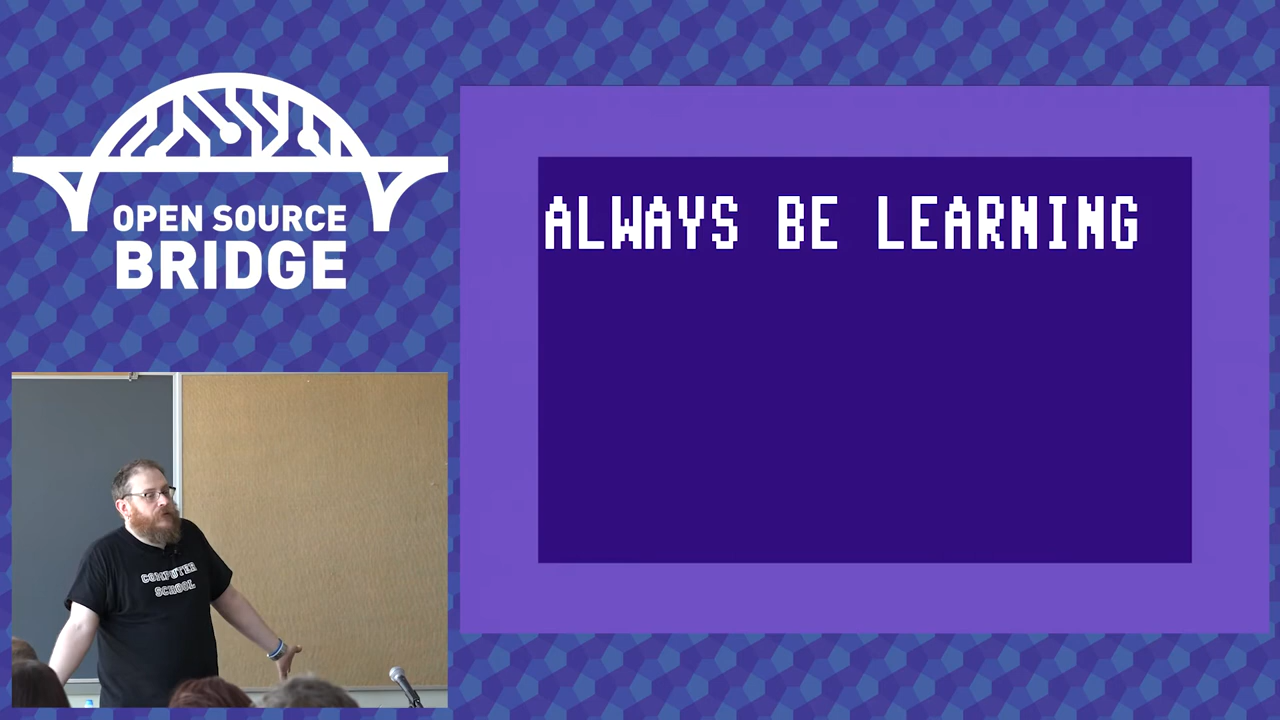 OPEN SOURCE
BRIDGE
ALWAYS BE LEARNING
COMPUTER
SCHOOL